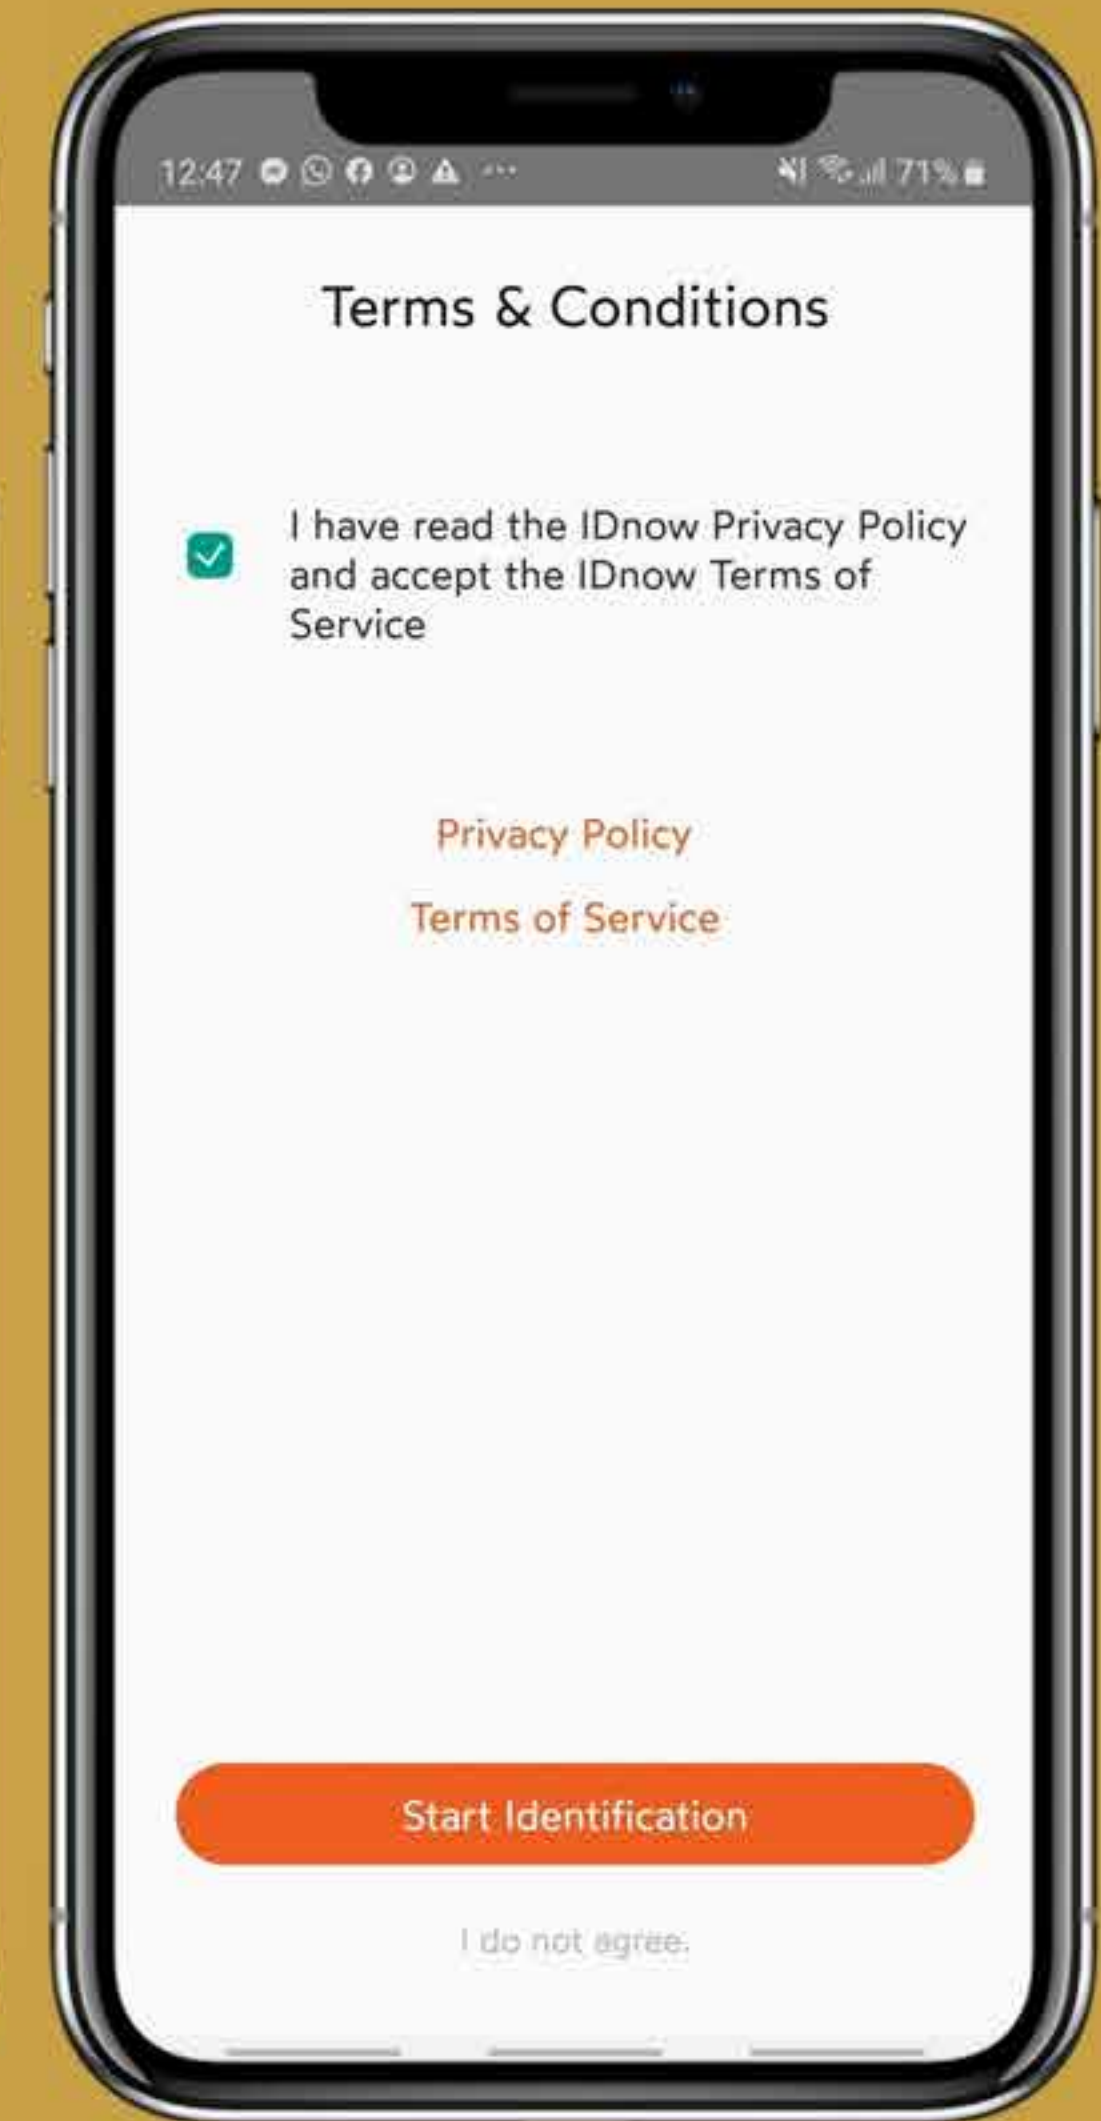 12:47
71%
Terms & Conditions
I have read the IDnow Privacy Policy
and accept the IDnow Terms of
Service
Privacy Policy
Terms of Service
Start Identification
I do not agree.